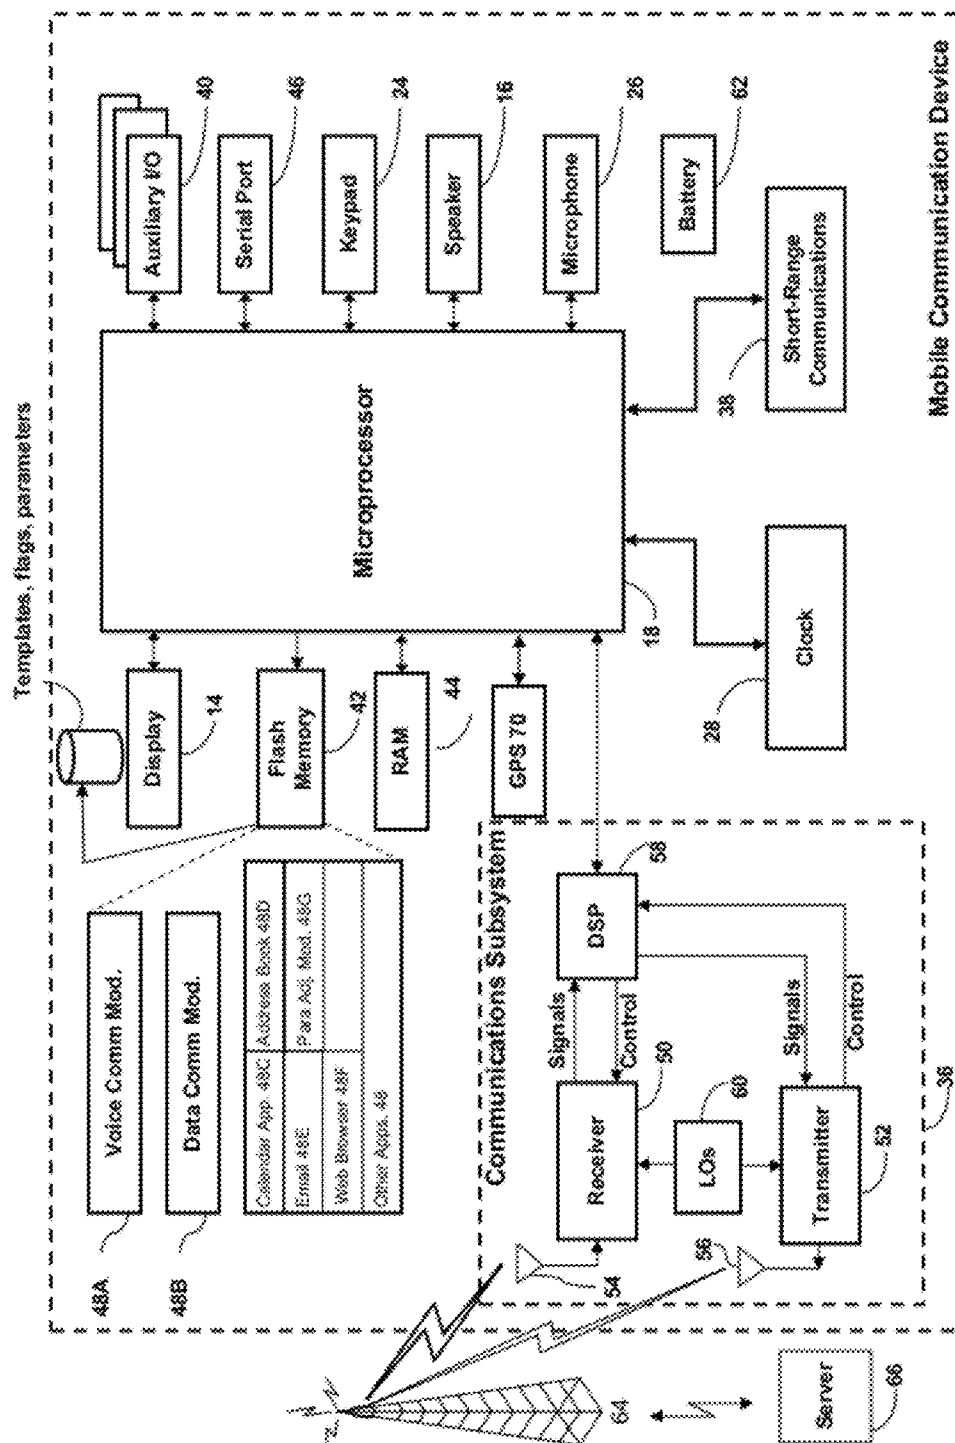 Templates, flags, parameters
Voice Comm Mod.
48A
Data Comm Mod.
48B
Calendar App. 48C
Address Book 48D
Email 48E
Para Adj. Mod. 48G
Web Browser 48F
Other Apps. 48
Display
14
Flash
Memory
42
RAM
44
GPS 70
Microprocessor
18
Auxiliary I/O
40
Serial Port
46
Keypad
24
Speaker
16
Microphone
26
Battery
62
Communications Subsystem
DSP
58
Signals
Control
Receiver
50
LOs
60
Signals
Control
Transmitter
52
54
56
36
Clock
28
Short-Range
Communications
38
64
Server
66
Mobile Communication Device